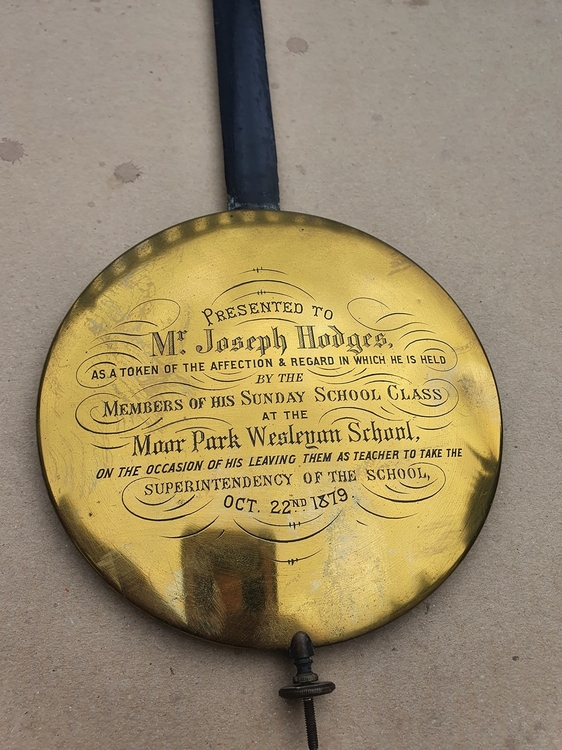 PRESENTED TO
Mr. Joseph Hodges,
AS A TOKEN OF THE AFFECTION & REGARD IN WHICH HE IS HELD
BY THE
MEMBERS OF HIS SUNDAY SCHOOL CLASS
AT THE
Moor Park Wesleyan School,
ON THE OCCASION OF HIS LEAVING THEM AS TEACHER TO TAKE THE
SUPERINTENDENCY OF THE SCHOOL,
OCT. 22ND 1879